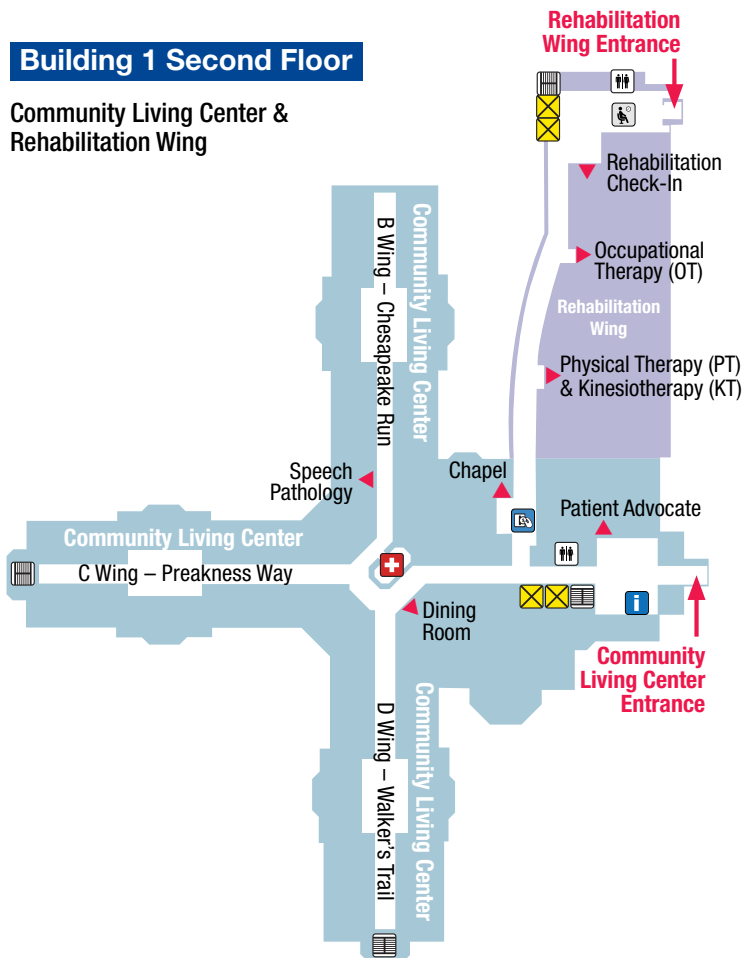 Building 1 Second Floor
Community Living Center &
Rehabilitation Wing
Rehabilitation
Wing Entrance
Rehabilitation
Check-In
Occupational
Therapy (OT)
Rehabilitation
Wing
Physical Therapy (PT)
& Kinesiotherapy (KT)
B Wing – Chesapeake Run
Community Living Center
Speech
Pathology
Chapel
Patient Advocate
Community Living Center
C Wing – Preakness Way
Dining
Room
i
Community
Living Center
Entrance
D Wing – Walker's Trail
Community Living Center